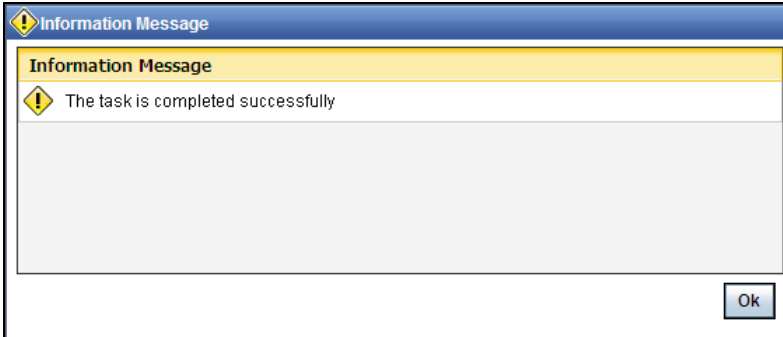 Information Message
Information Message
The task is completed successfully
Ok